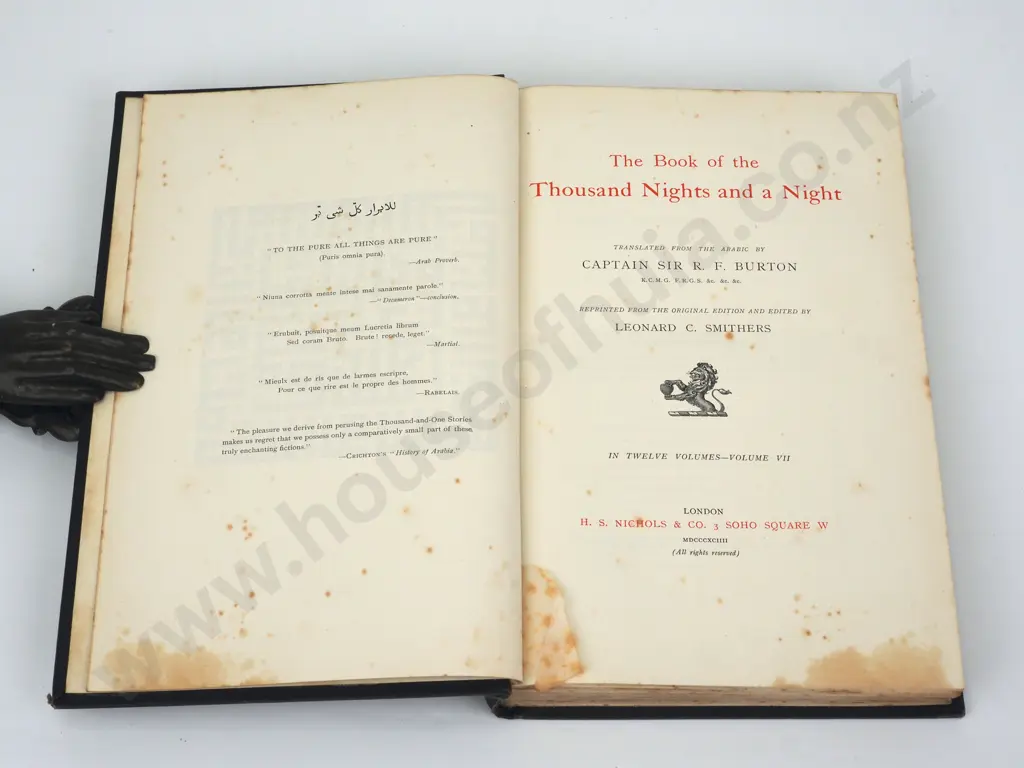 للابرار كلّ شي تبر
"TO THE PURE ALL THINGS ARE PURE"
(Puris omnia pura).
—Arab Proverb.
"Niuna corrotta mente intese mai sanamente parole."
—"Decameron"—conclusion.
"Erubuit, posuitque meum Lucretia librum
Sed coram Bruto. Brute! recede, leget."
—Martial.
"Mieulx est de ris que de larmes escripre,
Pour ce que rire est le propre des hommes."
—RABELAIS.
"The pleasure we derive from perusing the Thousand-and-One Stories
makes us regret that we possess only a comparatively small part of these
truly enchanting fictions."
—CRICHTON'S "History of Arabia."
The Book of the
Thousand Nights and a Night
TRANSLATED FROM THE ARABIC BY
CAPTAIN SIR R. F. BURTON
K.C.M.G. F.R.G.S. &c. &c. &c.
REPRINTED FROM THE ORIGINAL EDITION AND EDITED BY
LEONARD C. SMITHERS
IN TWELVE VOLUMES—VOLUME VII
LONDON
H. S. NICHOLS & CO. 3 SOHO SQUARE W
MDCCCXCIIII
(All rights reserved)
www.houseofhuia.co.nz